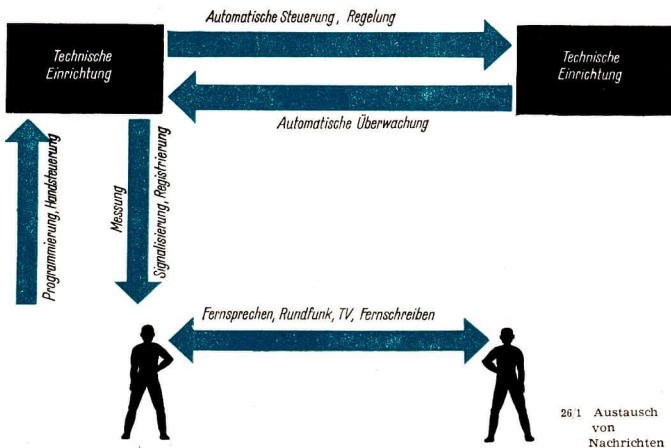 Automatische Steuerung, Regelung
Technische
Einrichtung
Technische
Einrichtung
Automatische Überwachung
Programmierung, Handsteuerung
Messung
Signalisierung, Registrierung
Fernsprechen, Rundfunk, TV, Fernschreiben
26/1 Austausch
von
Nachrichten